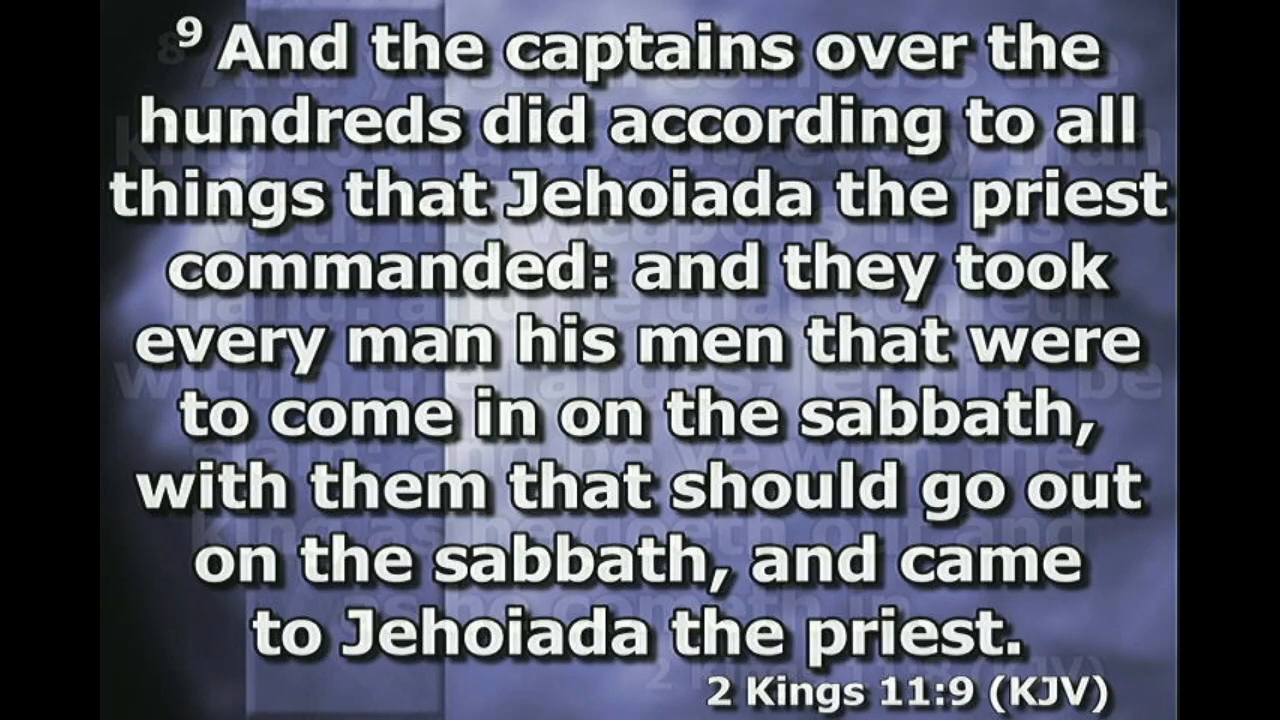 9 And the captains over the
hundreds did according to all
things that Jehoiada the priest
commanded: and they took
every man his men that were
to come in on the sabbath,
with them that should go out
on the sabbath, and came
to Jehoiada the priest.
2 Kings 11:9 (KJV)